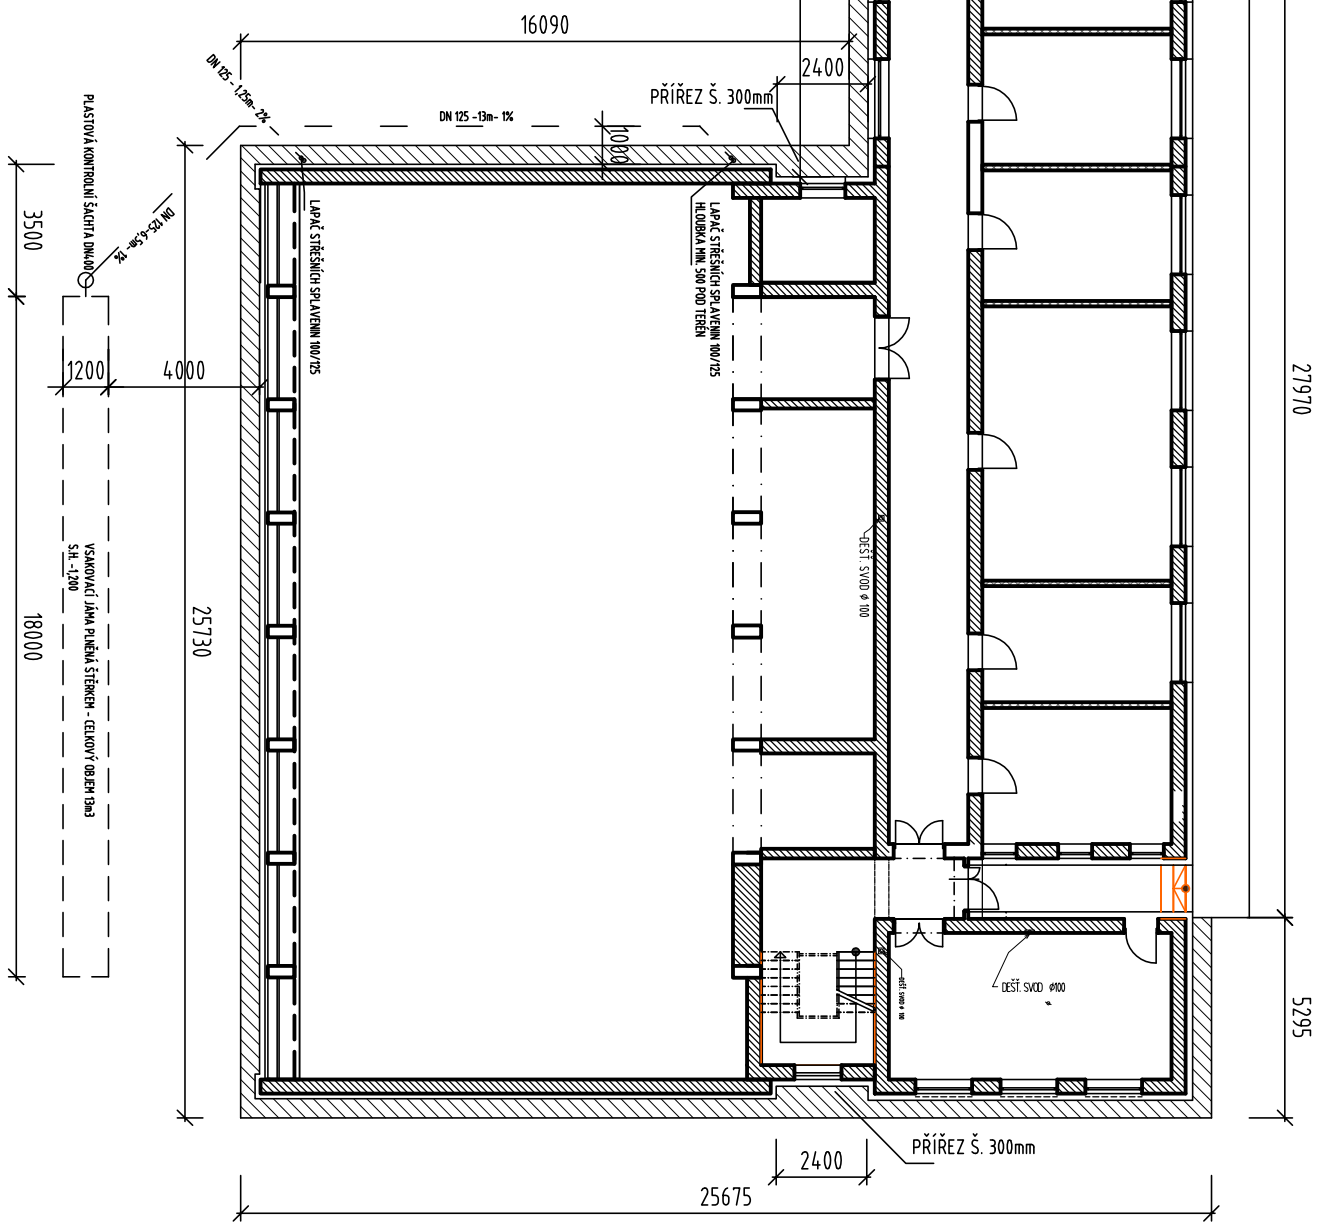 16090
2400
PŘÍŘEZ Š. 300mm
DN 125 - 1,25m- 2%
DN 125 -13m- 1%
1000
PLASTOVÁ KONTROLNÍ ŠACHTA DN400
DN 125-6,5m- 1%
3500
LAPAČ STŘEŠNÍCH SPLAVENIN 100/125
LAPAČ STŘEŠNÍCH SPLAVENIN 100/125
HLOUBKA MIN. 500 POD TERÉN
1200
4000
27970
DEŠŤ. SVOD ø 100
VSAKOVACÍ JÁMA PLNĚNÁ ŠTĚRKEM - CELKOVÝ OBJEM 13m3
S.H. -1,200
18000
25730
DEŠŤ. SVOD ø 100
DEŠŤ. SVOD ø100
5295
PŘÍŘEZ Š. 300mm
2400
25675